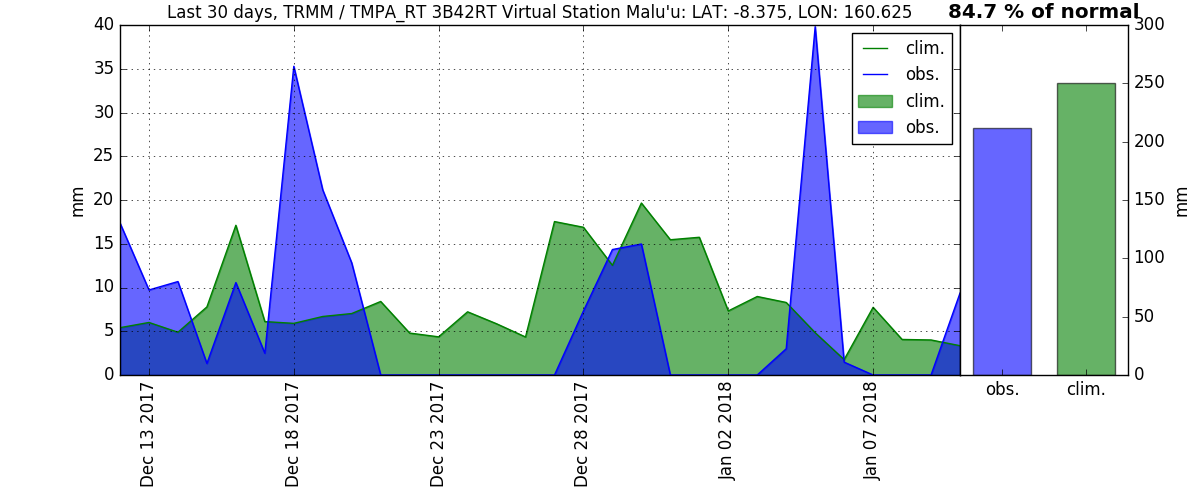 Last 30 days, TRMM / TMPA_RT 3B42RT Virtual Station Malu'u: LAT: -8.375, LON: 160.625
84.7 % of normal
40
35
30
25
20
15
10
5
0
mm
clim.
obs.
clim.
obs.
Dec 13 2017
Dec 18 2017
Dec 23 2017
Dec 28 2017
Jan 02 2018
Jan 07 2018
300
250
200
150
100
50
0
mm
obs.
clim.